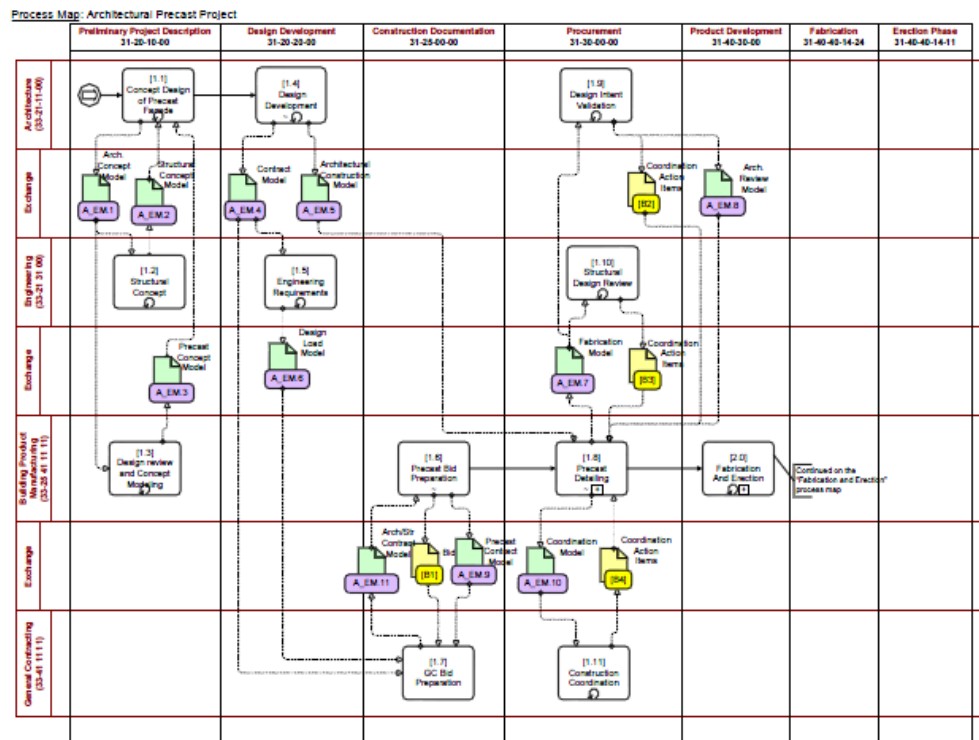 Process Map: Architectural Precast Project
Preliminary Project Description
31-20-10-00
Design Development
31-20-20-00
Construction Documentation
31-25-00-00
Procurement
31-30-00-00
Product Development
31-40-30-00
Fabrication
31-40-40-14-24
Erection Phase
31-40-40-14-11
Architecture
(33-21-11-00)
[1.1]
Concept Design
of Precast
Facade
[1.4]
Design
Development
[1.9]
Design Intent
Validation
Exchange
Arch.
Concept
Model
A_EM.1
Structural
Concept
Model
A_EM.2
Contract
Model
A_EM.4
Architectural
Construction
Model
A_EM.5
Coordination
Action
Items
[B2]
Arch.
Review
Model
A_EM.8
Engineering
(33-21 31 00)
[1.2]
Structural
Concept
[1.5]
Engineering
Requirements
[1.10]
Structural
Design Review
Exchange
Precast
Concept
Model
A_EM.3
Design
Load
Model
A_EM.6
Fabrication
Model
A_EM.7
Coordination
Action
Items
[B3]
Building Product
Manufacturing
(33-25 41 11 11)
[1.3]
Design review
and Concept
Modeling
[1.6]
Precast Bid
Preparation
[1.8]
Precast
Detailing
[2.0]
Fabrication
And Erection
Continued on the
"Fabrication and Erection"
process map
Exchange
Arch/Str
Contract
Model
A_EM.11
Bid
[B1]
Precast
Contract
Model
A_EM.9
Coordination
Model
A_EM.10
Coordination
Action
Items
[B4]
General Contracting
(33-41 11 11)
[1.7]
GC Bid
Preparation
[1.11]
Construction
Coordination